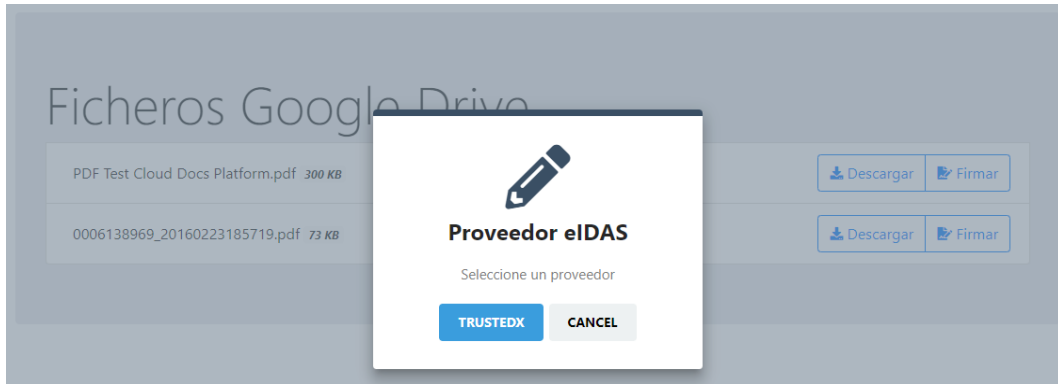 Ficheros Google Drive
PDF Test Cloud Docs Platform.pdf 300 KB
Descargar
Firmar
0006138969_20160223185719.pdf 73 KB
Descargar
Firmar
Proveedor eIDAS
Seleccione un proveedor
TRUSTEDX
CANCEL